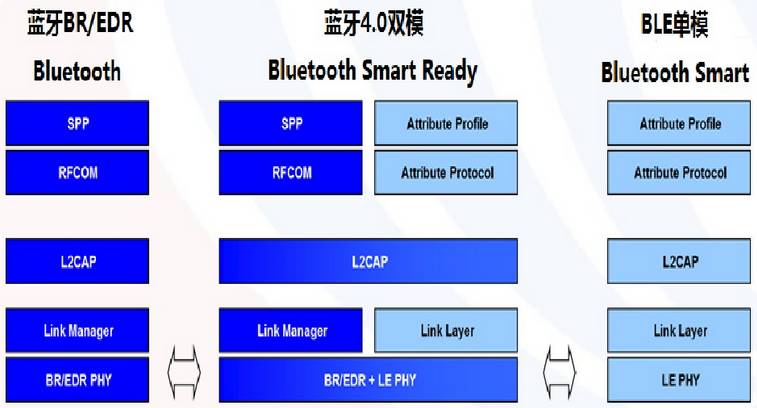 蓝牙BR/EDR
Bluetooth
SPP
RFCOM
L2CAP
Link Manager
BR/EDR PHY
蓝牙4.0双模
Bluetooth Smart Ready
SPP
Attribute Profile
RFCOM
Attribute Protocol
L2CAP
Link Manager
Link Layer
BR/EDR + LE PHY
BLE单模
Bluetooth Smart
Attribute Profile
Attribute Protocol
L2CAP
Link Layer
LE PHY